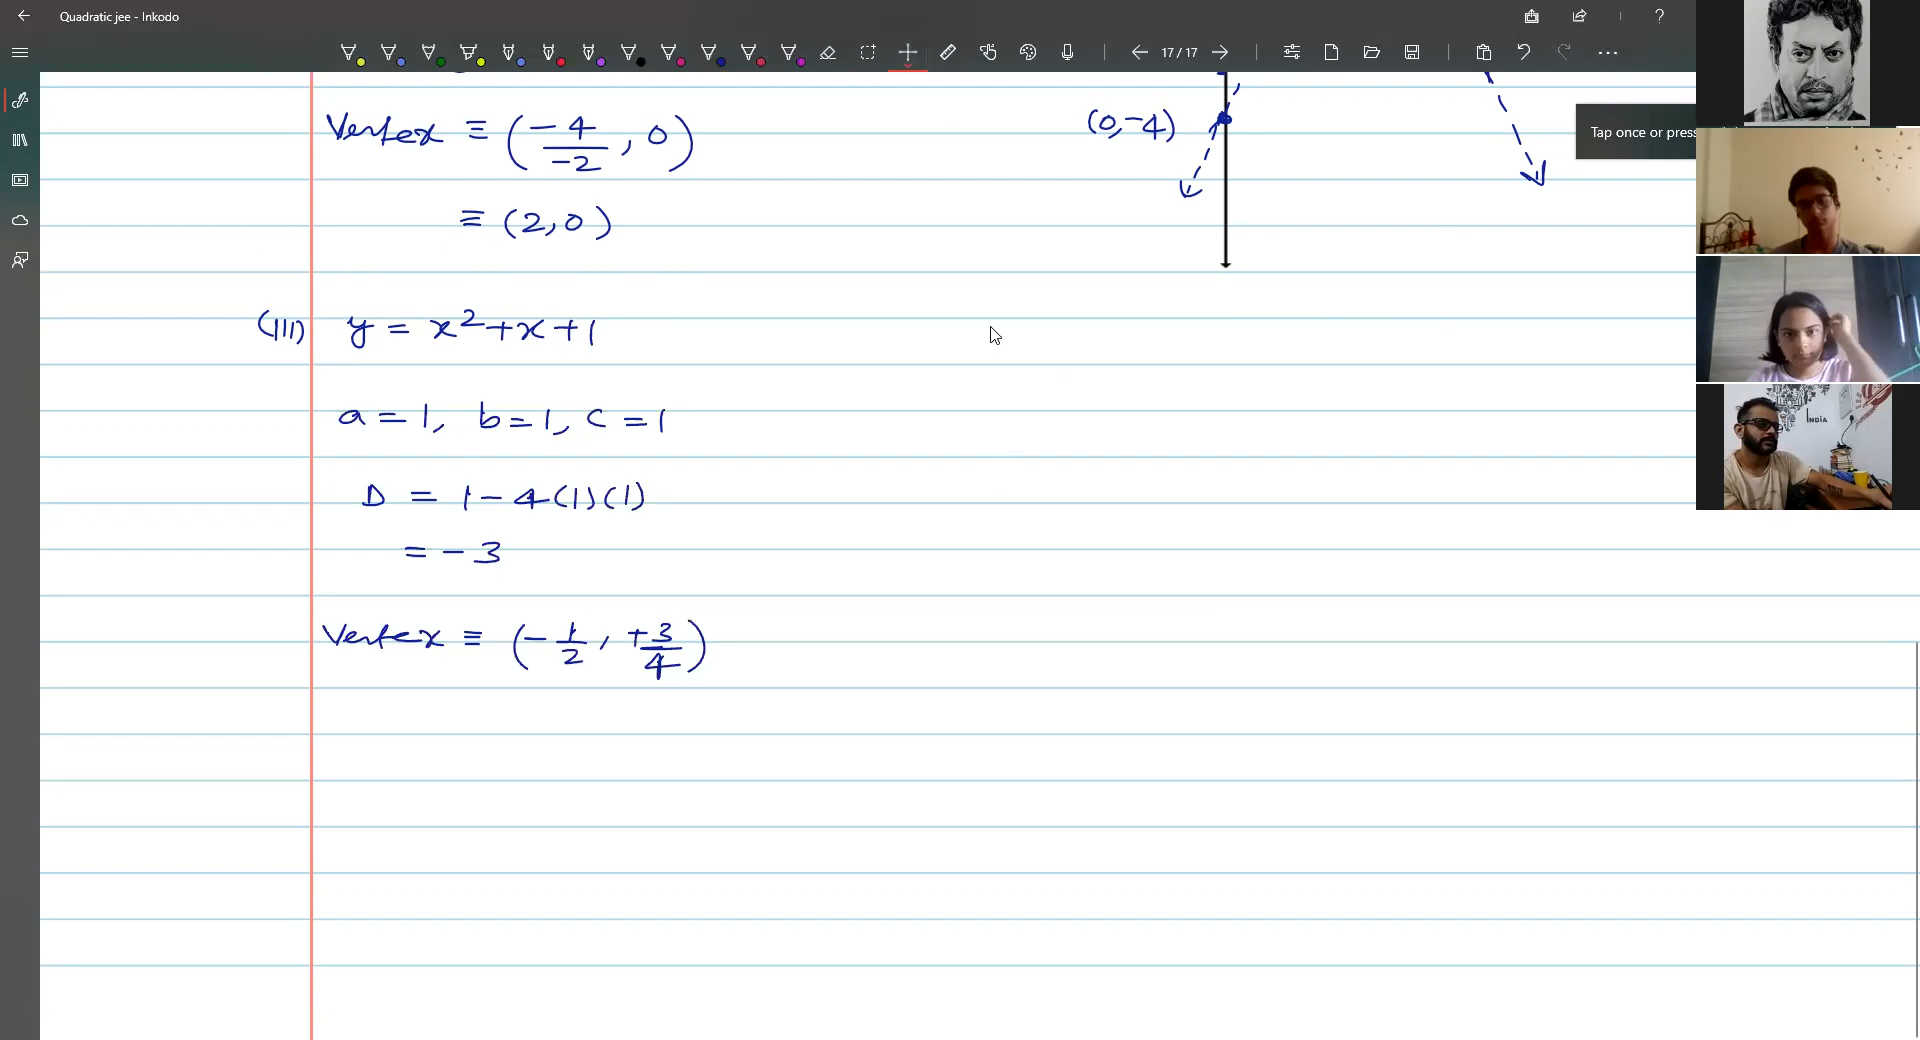 Quadratic jee - Inkodo
17 / 17
Vertex ≡ (-4/-2, 0)
≡ (2,0)
(0,-4)
Tap once or press
INDIA
(III) y = x² + x + 1
a = 1, b = 1, c = 1
D = 1 - 4(1)(1)
= -3
Vertex ≡ (-1/2, +3/4)